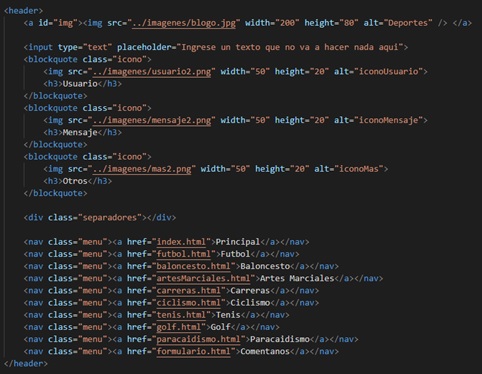 <header>
<a id="img"><img src="../imagenes/blogo.jpg" width="200" height="80" alt="Deportes" /> </a>
<input type="text" placeholder="Ingrese un texto que no va a hacer nada aqui">
<blockquote class="icono">
<img src="../imagenes/usuario2.png" width="50" height="20" alt="iconoUsuario">
<h3>Usuario</h3>
</blockquote>
<blockquote class="icono">
<img src="../imagenes/mensaje2.png" width="50" height="20" alt="iconoMensaje">
<h3>Mensaje</h3>
</blockquote>
<blockquote class="icono">
<img src="../imagenes/mas2.png" width="50" height="20" alt="iconoMas">
<h3>Otros</h3>
</blockquote>
<div class="separadores"></div>
<nav class="menu"><a href="index.html">Principal</a></nav>
<nav class="menu"><a href="futbol.html">Futbol</a></nav>
<nav class="menu"><a href="baloncesto.html">Baloncesto</a></nav>
<nav class="menu"><a href="artesMarciales.html">Artes Marciales</a></nav>
<nav class="menu"><a href="carreras.html">Carreras</a></nav>
<nav class="menu"><a href="ciclismo.html">Ciclismo</a></nav>
<nav class="menu"><a href="tenis.html">Tenis</a></nav>
<nav class="menu"><a href="golf.html">Golf</a></nav>
<nav class="menu"><a href="paracaidismo.html">Paracaidismo</a></nav>
<nav class="menu"><a href="formulario.html">Comentanos</a></nav>
</header>